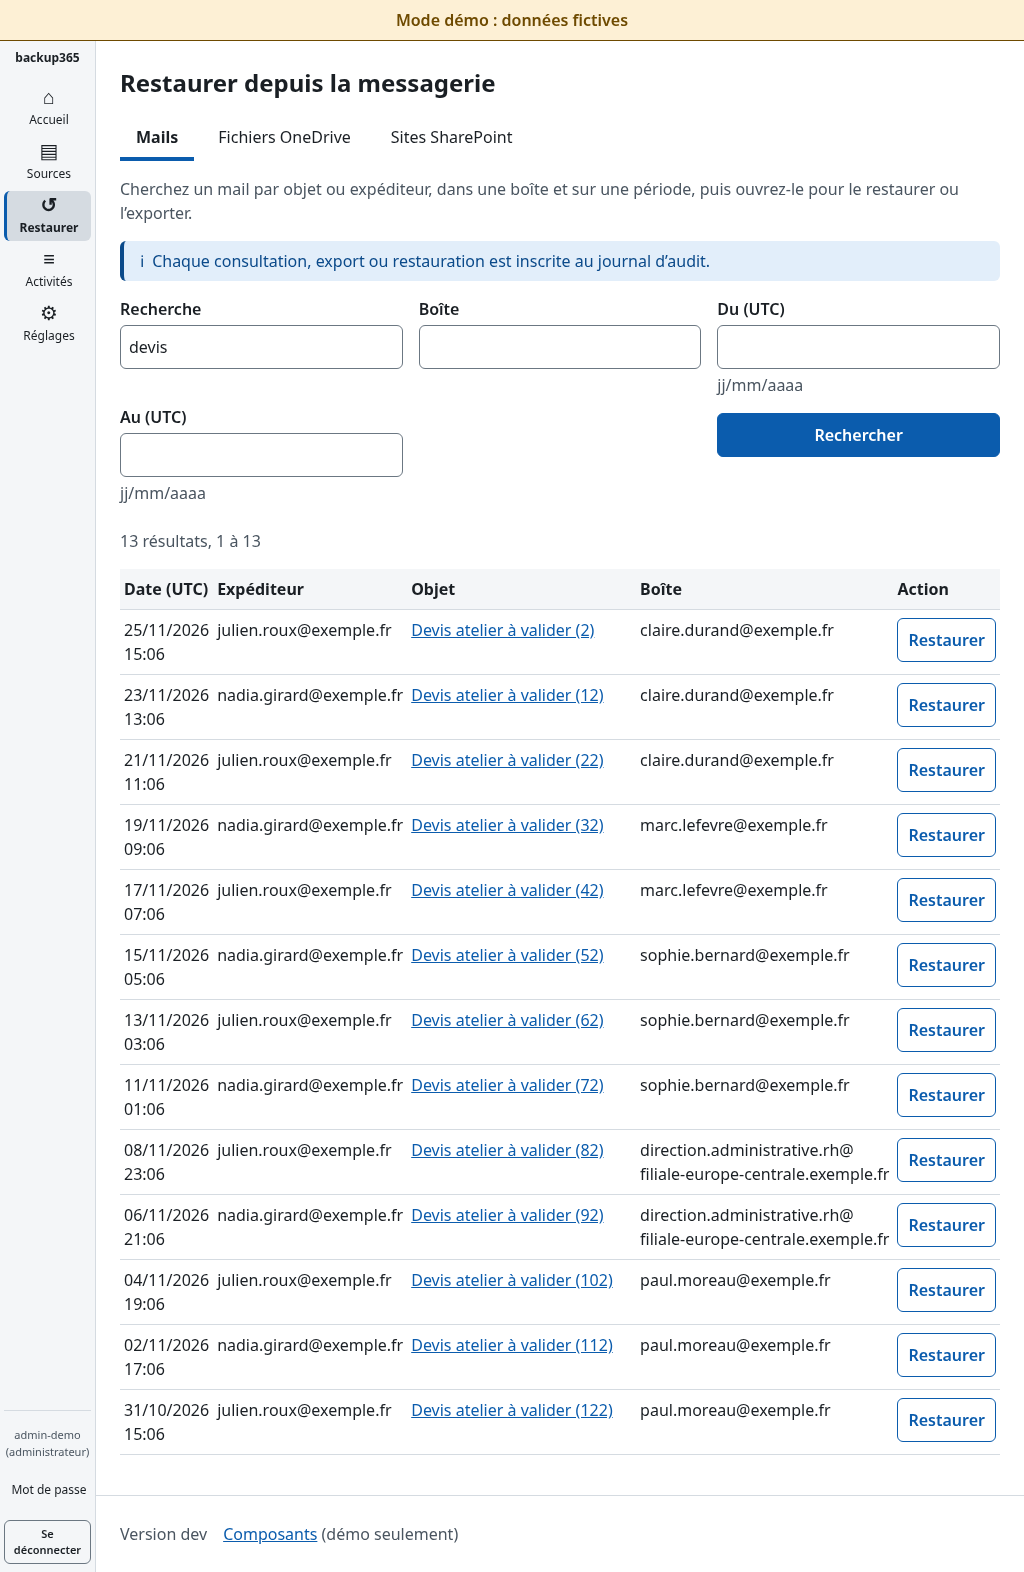 Mode démo : données fictives
backup365
Accueil
Sources
Restaurer
Activités
Réglages
admin-demo
(administrateur)
Mot de passe
Se
déconnecter
Restaurer depuis la messagerie
Mails Fichiers OneDrive Sites SharePoint
Cherchez un mail par objet ou expéditeur, dans une boîte et sur une période, puis ouvrez-le pour le restaurer ou
l’exporter.
i Chaque consultation, export ou restauration est inscrite au journal d’audit.
Recherche Boîte Du (UTC)
devis
jj/mm/aaaa
Au (UTC)
Rechercher
jj/mm/aaaa
13 résultats, 1 à 13
Date (UTC) Expéditeur Objet Boîte Action
25/11/2026 julien.roux@exemple.fr Devis atelier à valider (2) claire.durand@exemple.fr Restaurer
15:06
23/11/2026 nadia.girard@exemple.fr Devis atelier à valider (12) claire.durand@exemple.fr Restaurer
13:06
21/11/2026 julien.roux@exemple.fr Devis atelier à valider (22) claire.durand@exemple.fr Restaurer
11:06
19/11/2026 nadia.girard@exemple.fr Devis atelier à valider (32) marc.lefevre@exemple.fr Restaurer
09:06
17/11/2026 julien.roux@exemple.fr Devis atelier à valider (42) marc.lefevre@exemple.fr Restaurer
07:06
15/11/2026 nadia.girard@exemple.fr Devis atelier à valider (52) sophie.bernard@exemple.fr Restaurer
05:06
13/11/2026 julien.roux@exemple.fr Devis atelier à valider (62) sophie.bernard@exemple.fr Restaurer
03:06
11/11/2026 nadia.girard@exemple.fr Devis atelier à valider (72) sophie.bernard@exemple.fr Restaurer
01:06
08/11/2026 julien.roux@exemple.fr Devis atelier à valider (82) direction.administrative.rh@ Restaurer
23:06 filiale-europe-centrale.exemple.fr
06/11/2026 nadia.girard@exemple.fr Devis atelier à valider (92) direction.administrative.rh@ Restaurer
21:06 filiale-europe-centrale.exemple.fr
04/11/2026 julien.roux@exemple.fr Devis atelier à valider (102) paul.moreau@exemple.fr Restaurer
19:06
02/11/2026 nadia.girard@exemple.fr Devis atelier à valider (112) paul.moreau@exemple.fr Restaurer
17:06
31/10/2026 julien.roux@exemple.fr Devis atelier à valider (122) paul.moreau@exemple.fr Restaurer
15:06
Version dev Composants (démo seulement)